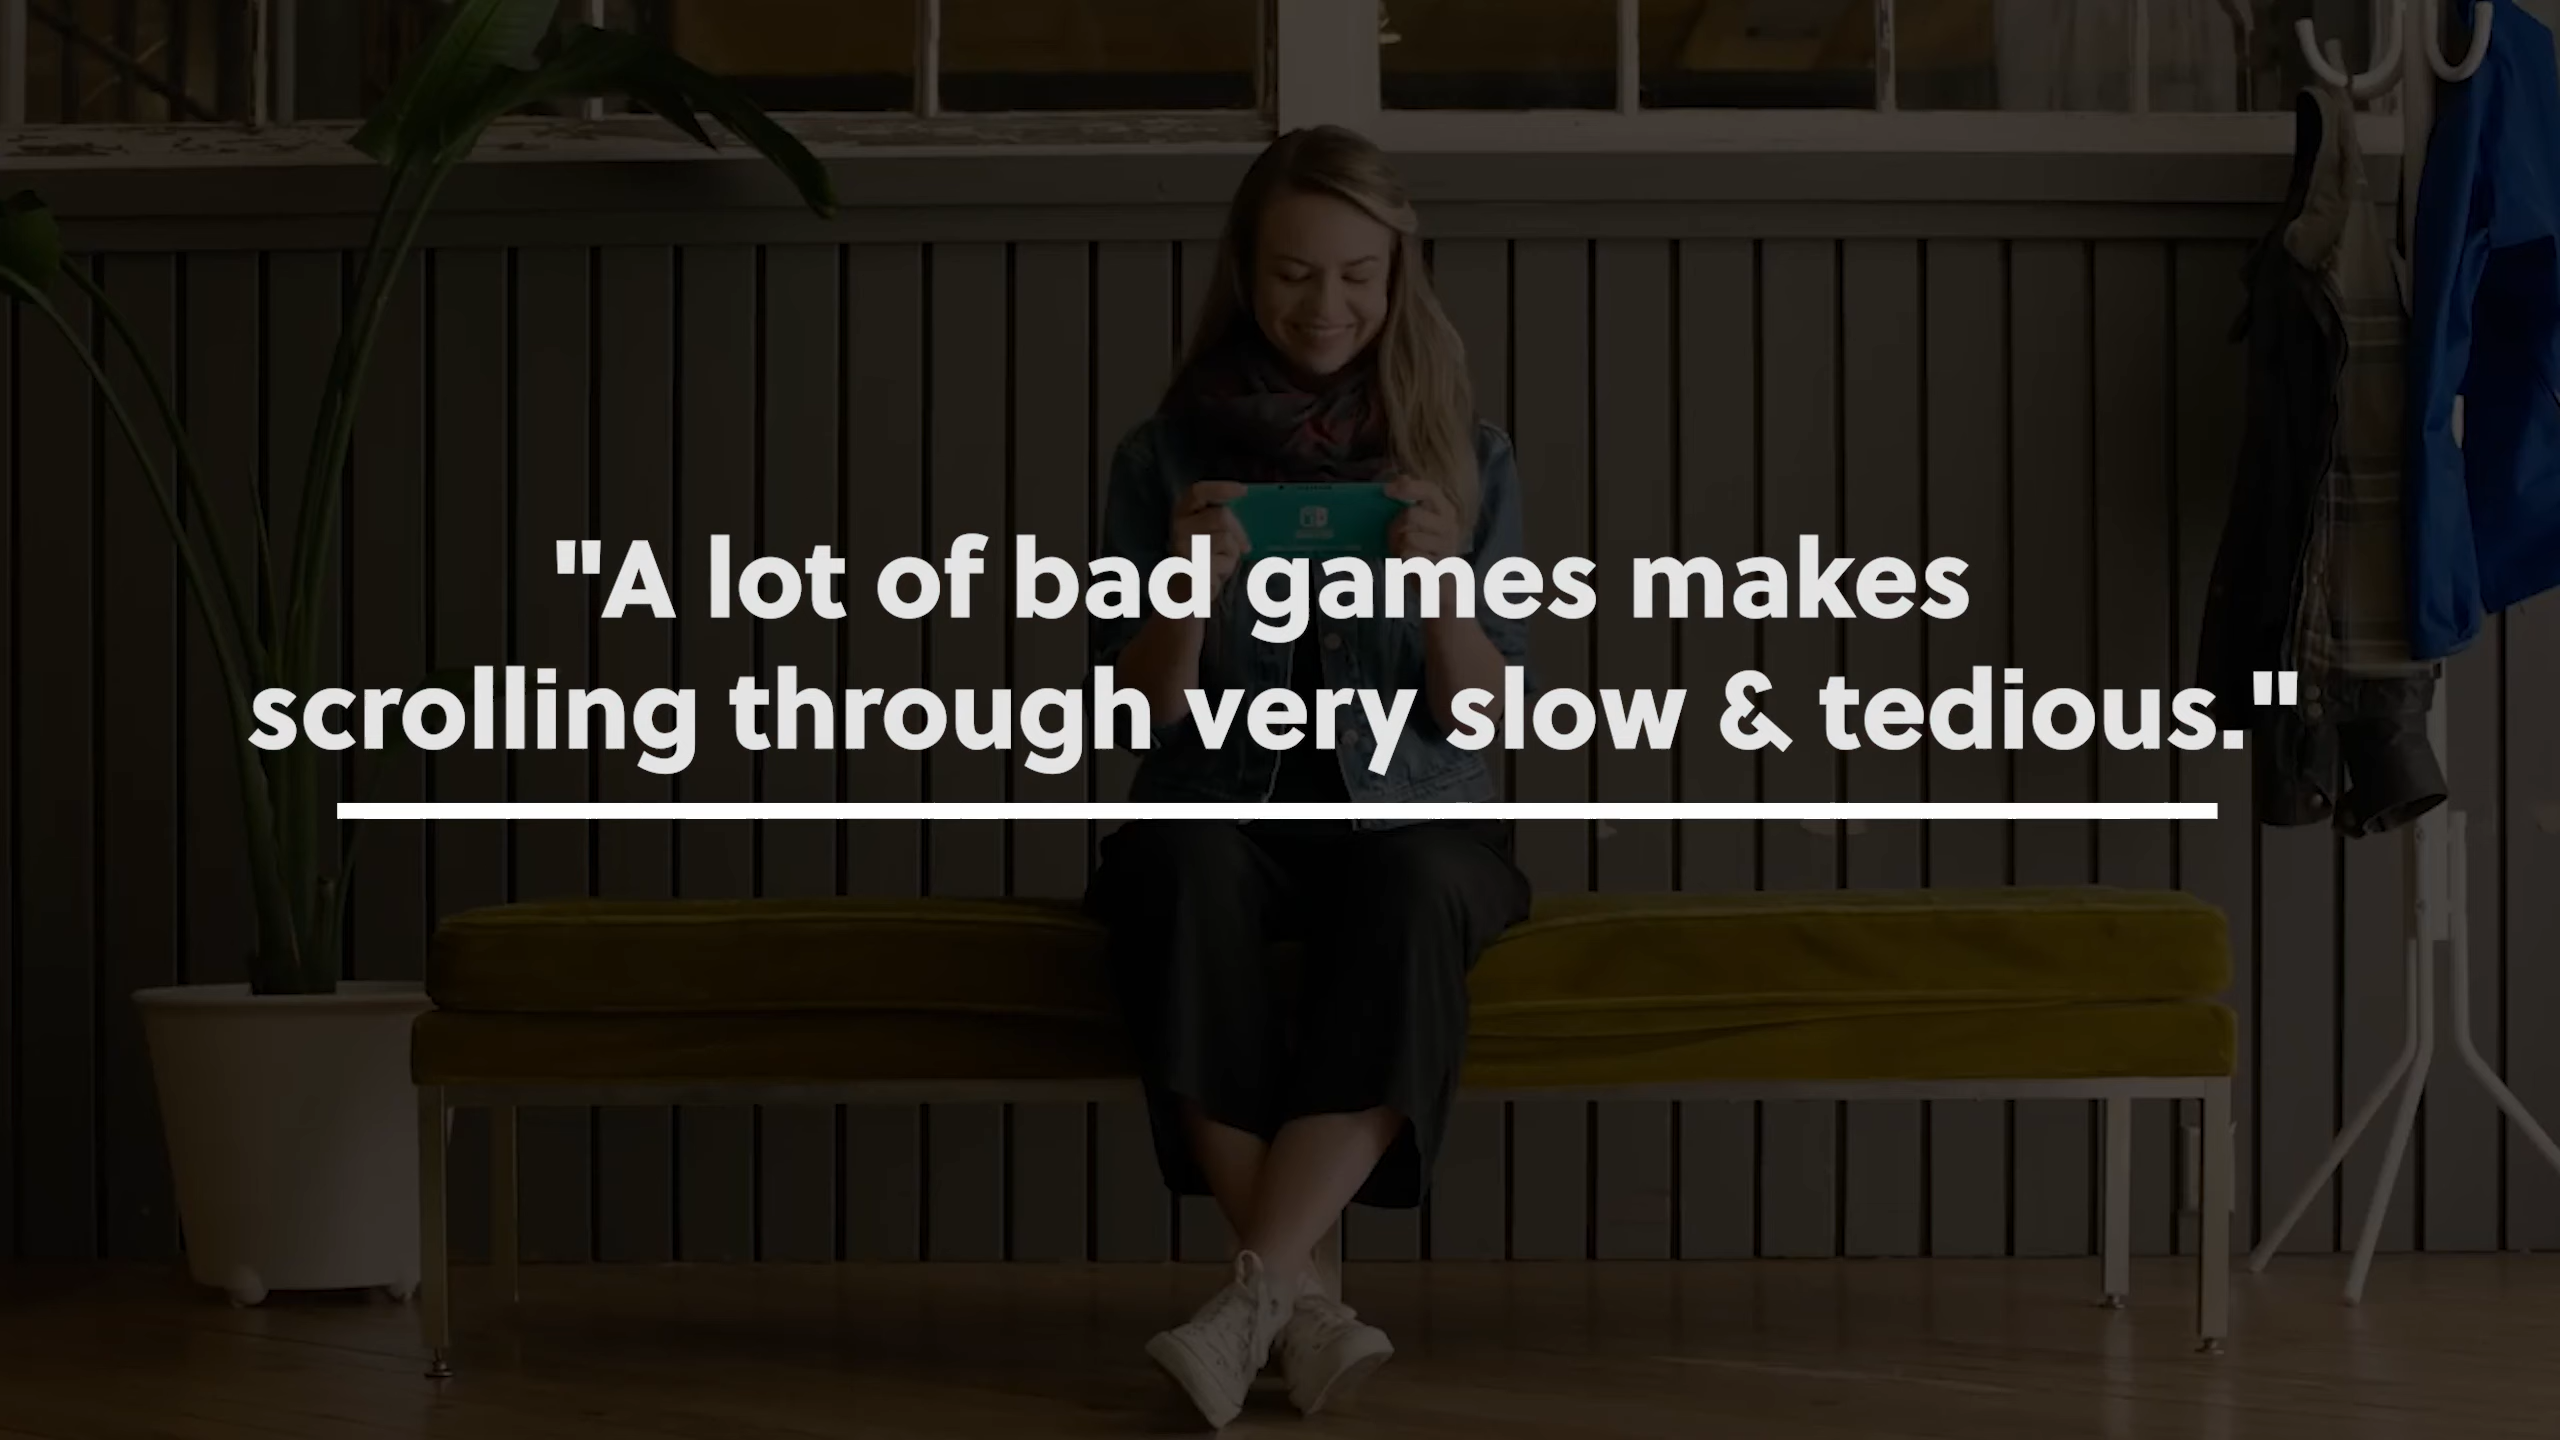 "A lot of bad games makes
scrolling through very slow & tedious."